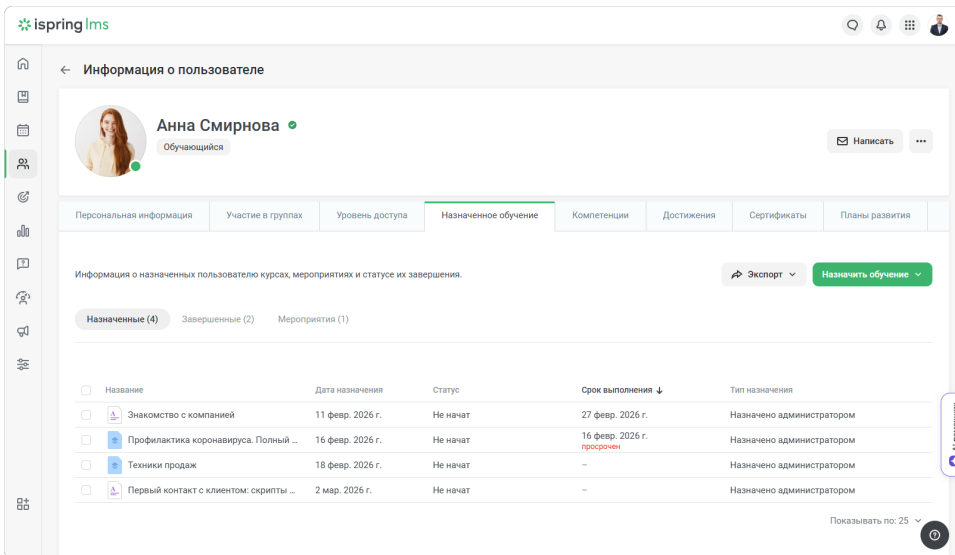 ispring lms
Информация о пользователе
Анна Смирнова
Обучающийся
Написать
Персональная информация
Участие в группах
Уровень доступа
Назначенное обучение
Компетенции
Достижения
Сертификаты
Планы развития
Информация о назначенных пользователю курсах, мероприятиях и статусе их завершения.
Экспорт
Назначить обучение
Назначенные (4)
Завершенные (2)
Мероприятия (1)
Название Дата назначения Статус Срок выполнения Тип назначения
Знакомство с компанией 11 февр. 2026 г. Не начат 27 февр. 2026 г. Назначено администратором
Профилактика коронавируса. Полный ... 16 февр. 2026 г. Не начат 16 февр. 2026 г. Назначено администратором
просрочен
Техники продаж 18 февр. 2026 г. Не начат – Назначено администратором
Первый контакт с клиентом: скрипты ... 2 мар. 2026 г. Не начат – Назначено администратором
Показывать по: 25